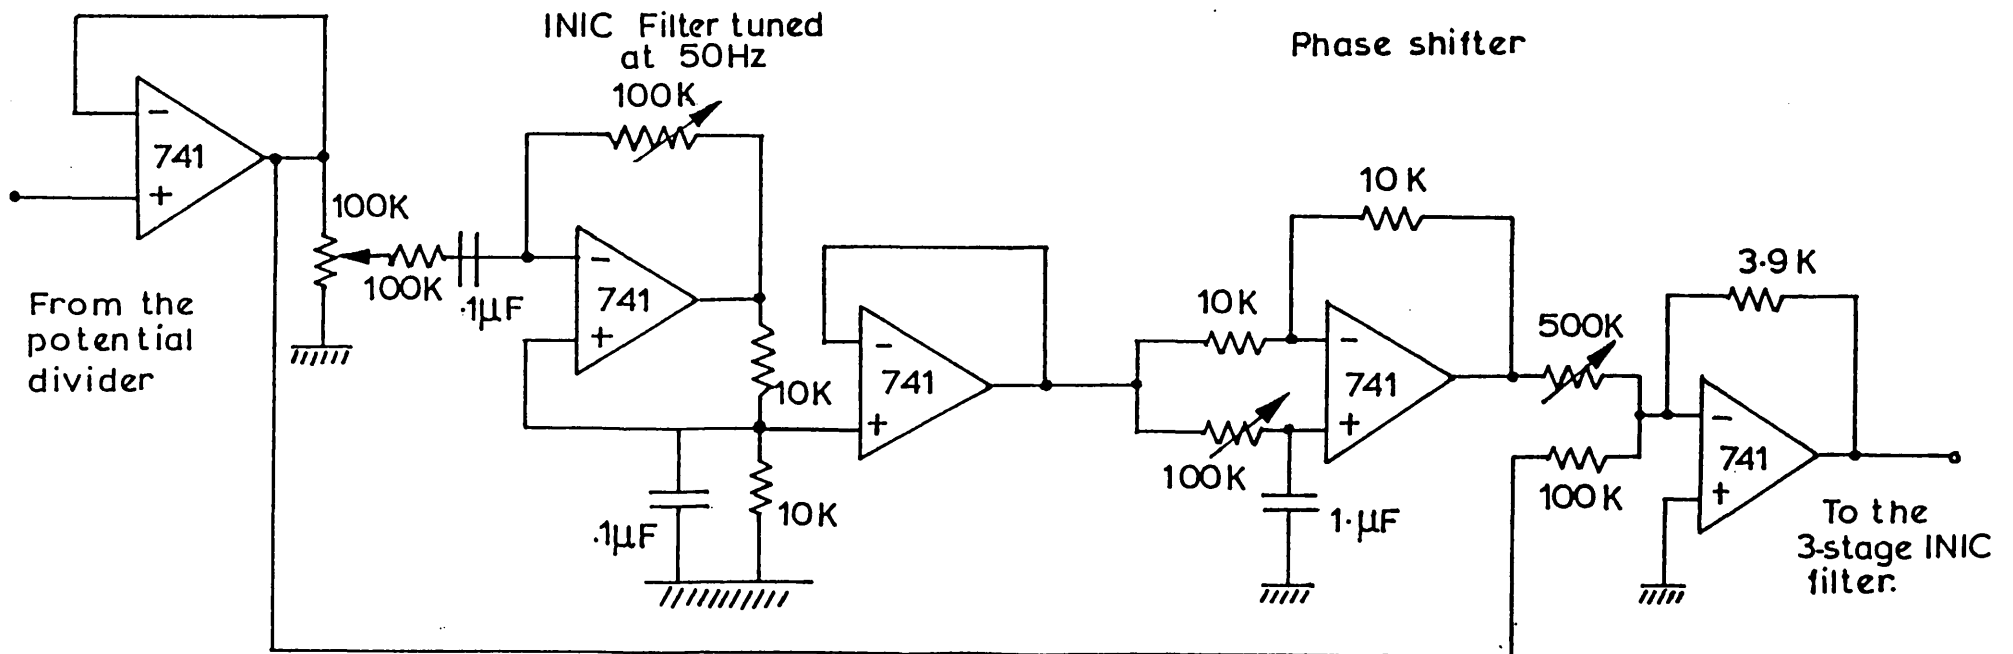 INIC Filter tuned
at 50Hz
Phase shifter
100K
-
741
+
100K
100K
.1µF
From the
potential
divider
-
741
+
10K
10K
.1µF
-
741
+
10K
10K
100K
-
741
+
1.µF
500K
100K
3.9K
-
741
+
To the
3-stage INIC
filter.